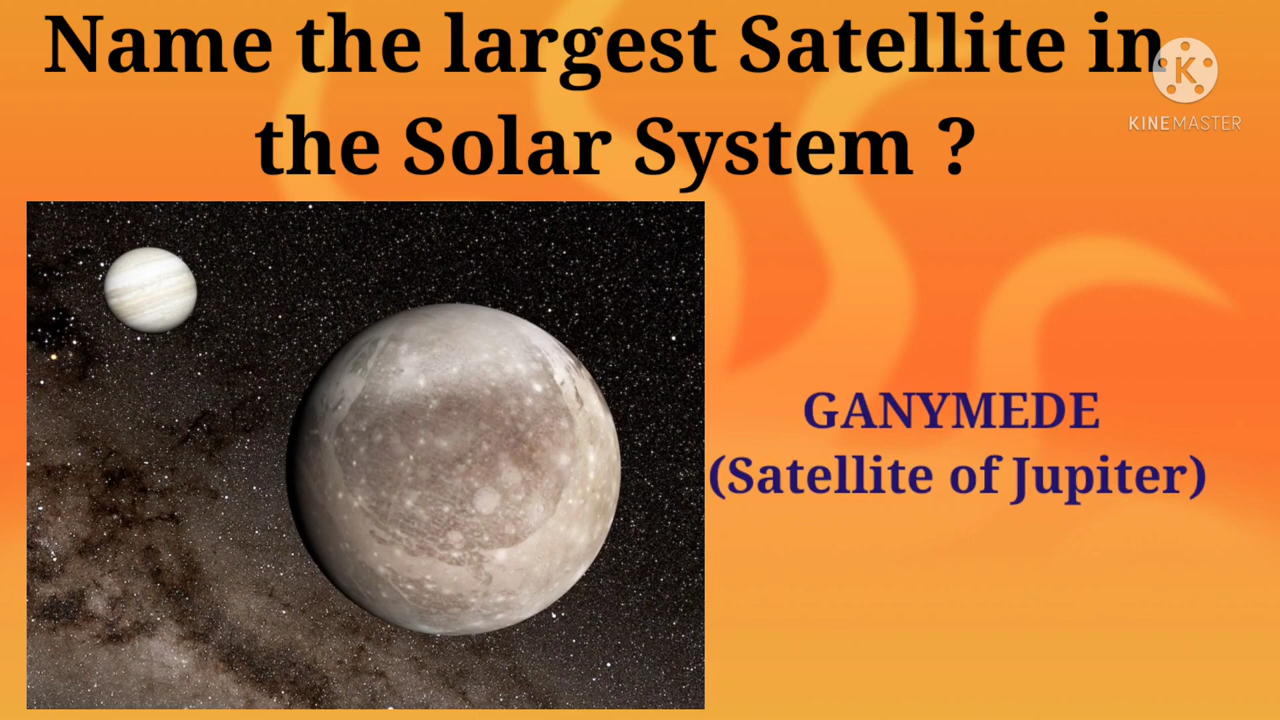 Name the largest Satellite in
the Solar System ?
K
KINEMASTER
GANYMEDE
(Satellite of Jupiter)